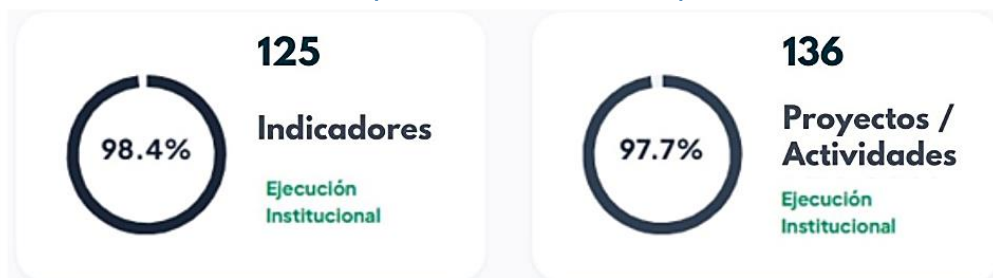 125
98.4%
Indicadores
Ejecución
Institucional
136
97.7%
Proyectos /
Actividades
Ejecución
Institucional